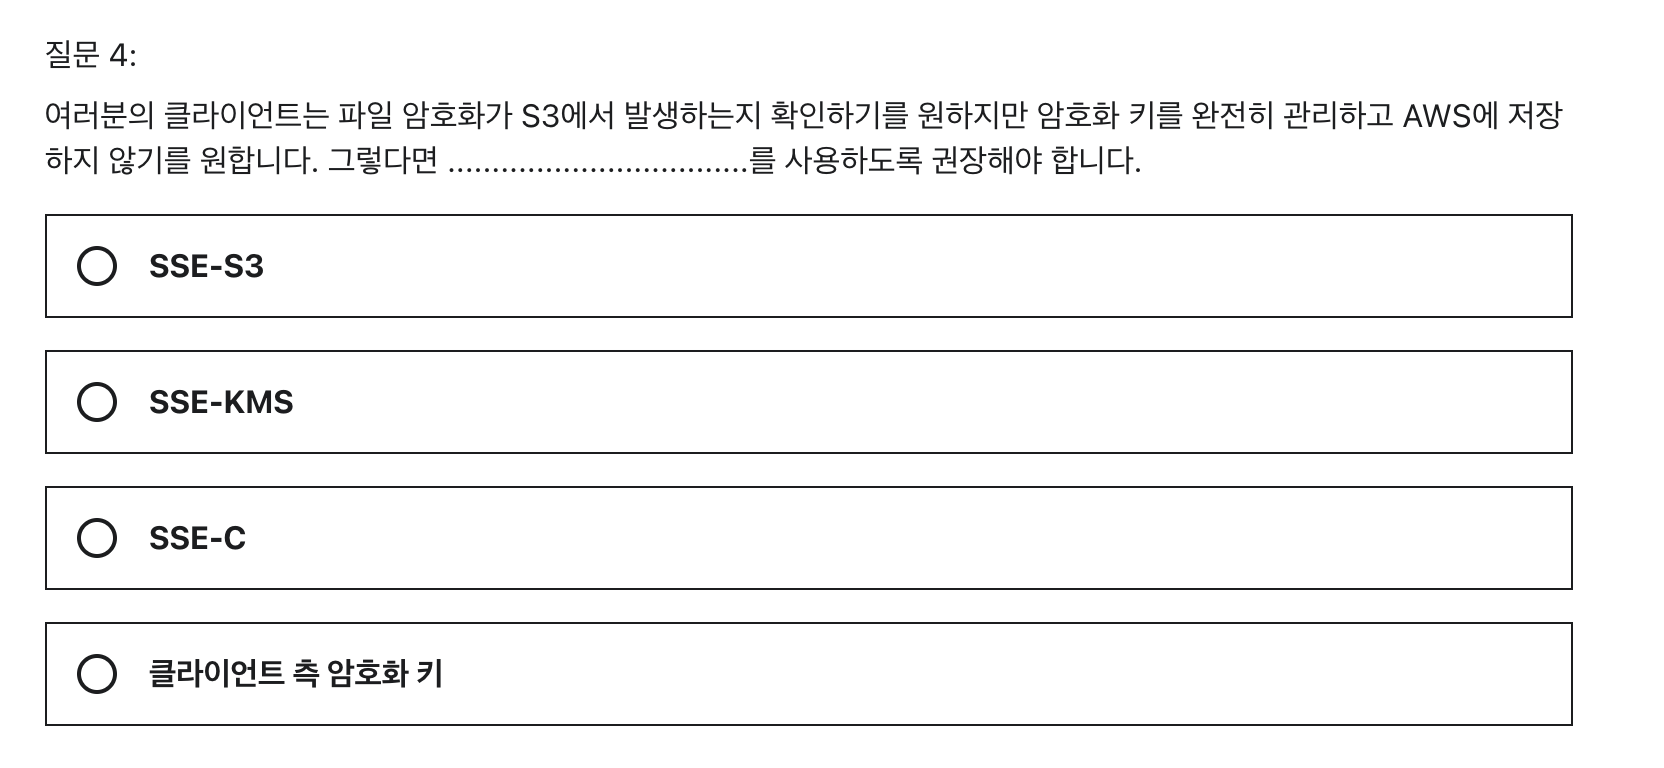 질문 4:
여러분의 클라이언트는 파일 암호화가 S3에서 발생하는지 확인하기를 원하지만 암호화 키를 완전히 관리하고 AWS에 저장
하지 않기를 원합니다. 그렇다면 ..................................를 사용하도록 권장해야 합니다.
SSE-S3
SSE-KMS
SSE-C
클라이언트 측 암호화 키